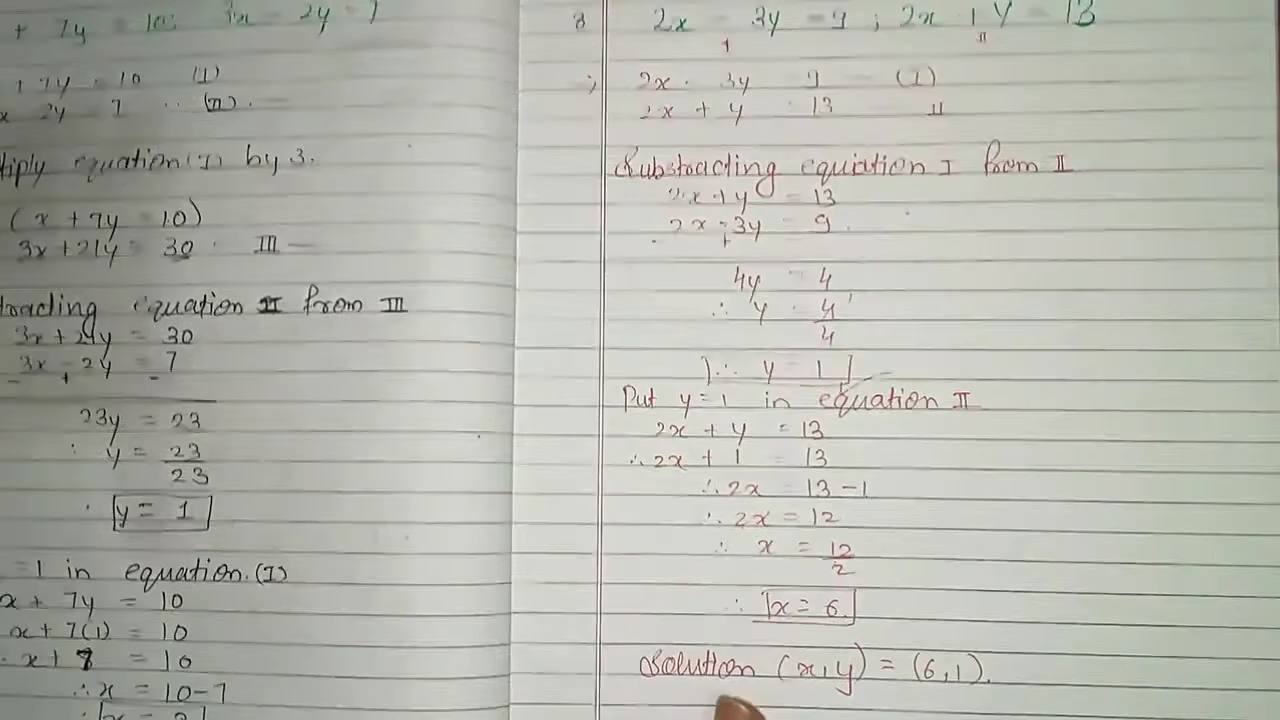 + 7y = 10; 3x - 2y = 7
+ 7y = 10 (I)
x 2y 7 .. (II).
tiply equation(I) by 3.
(x + 7y = 10)
3x + 21y = 30 III
tracting equation II from III
3x + 21y = 30
3x - 2y = 7
- + -
23y = 23
∴ y = 23
23
∴ y = 1
=1 in equation.(I)
x + 7y = 10
x + 7(1) = 10
x + 7 = 10
∴ x = 10-7
8 2x - 3y = 9 ; 2x + y = 13
I II
2x - 3y 9 (I)
2x + y 13 II
Substracting equation I from II
2x + y = 13
2x - 3y = 9
- +
4y = 4
∴ y = 4
4
∴ y = 1
Put y = 1 in equation II
2x + y = 13
∴ 2x + 1 = 13
∴ 2x = 13 - 1
∴ 2x = 12
∴ x = 12
2
∴ x = 6
Solution (x,y) = (6,1).